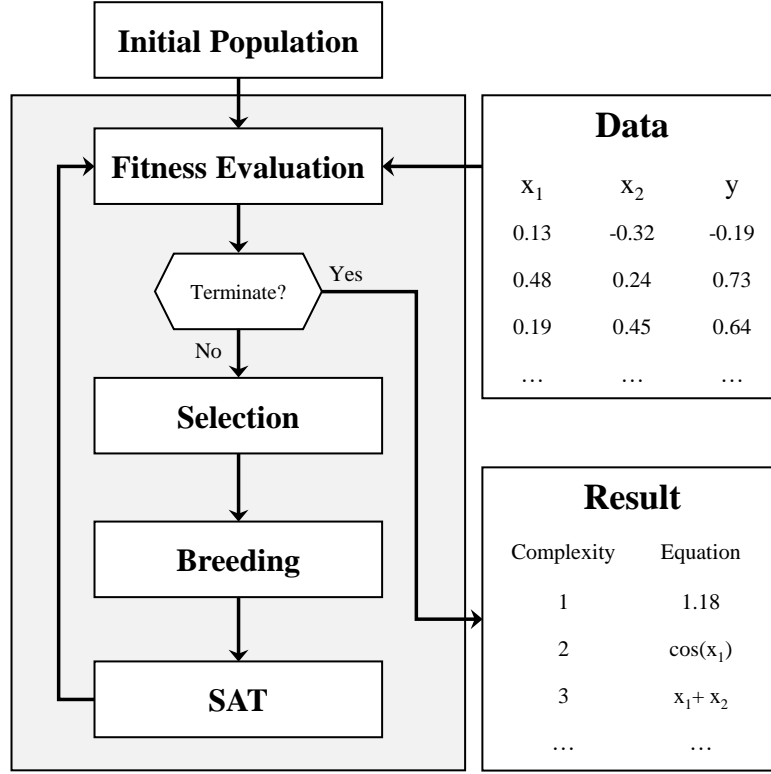 Initial Population
Fitness Evaluation
Terminate?
Yes
No
Selection
Breeding
SAT
Data
x₁ x₂ y
0.13 -0.32 -0.19
0.48 0.24 0.73
0.19 0.45 0.64
… … …
Result
Complexity Equation
1 1.18
2 cos(x₁)
3 x₁+ x₂
… …